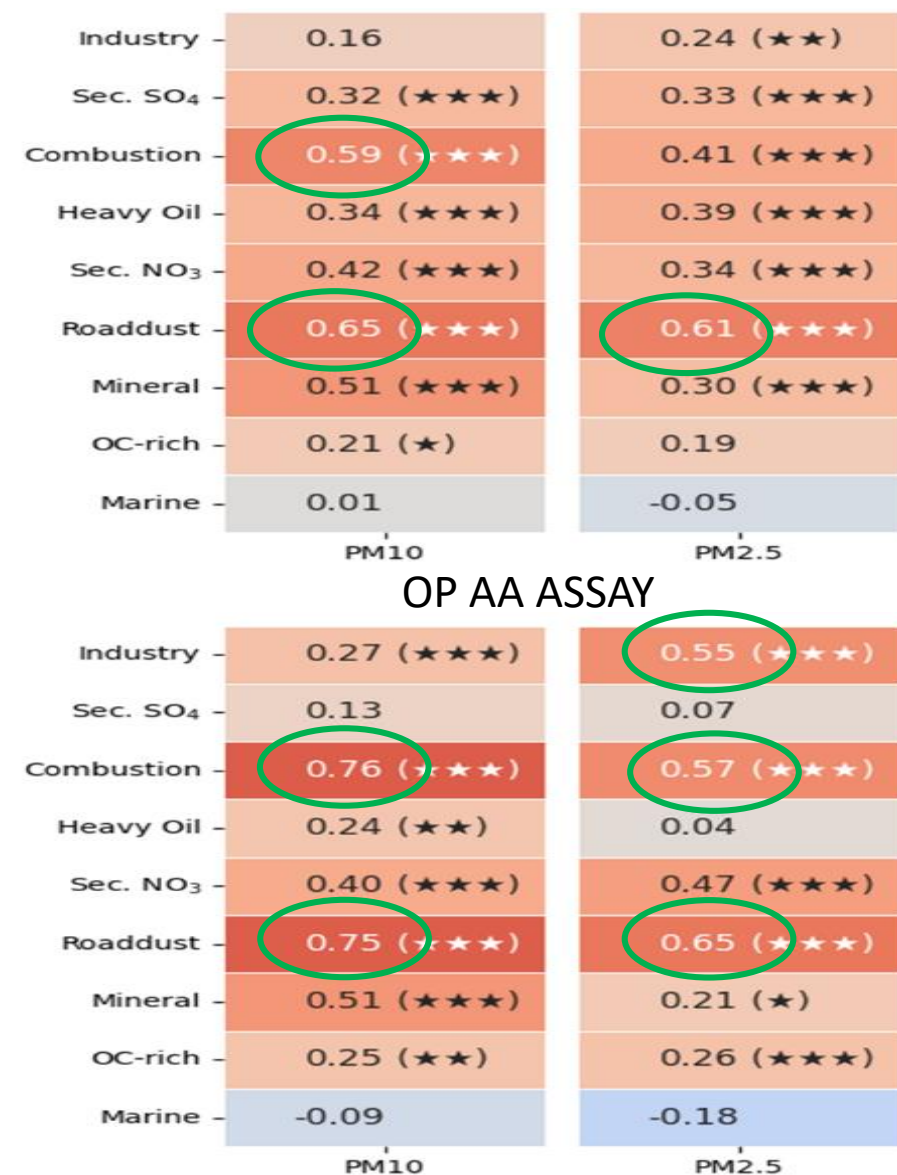 Industry 0.16 0.24 (★★)
Sec. SO₄ 0.32 (★★★) 0.33 (★★★)
Combustion 0.59 (★★★) 0.41 (★★★)
Heavy Oil 0.34 (★★★) 0.39 (★★★)
Sec. NO₃ 0.42 (★★★) 0.34 (★★★)
Roaddust 0.65 (★★★) 0.61 (★★★)
Mineral 0.51 (★★★) 0.30 (★★★)
OC-rich 0.21 (★) 0.19
Marine 0.01 -0.05
PM10 PM2.5
OP AA ASSAY
Industry 0.27 (★★★) 0.55 (★★★)
Sec. SO₄ 0.13 0.07
Combustion 0.76 (★★★) 0.57 (★★★)
Heavy Oil 0.24 (★★) 0.04
Sec. NO₃ 0.40 (★★★) 0.47 (★★★)
Roaddust 0.75 (★★★) 0.65 (★★★)
Mineral 0.51 (★★★) 0.21 (★)
OC-rich 0.25 (★★) 0.26 (★★★)
Marine -0.09 -0.18
PM10 PM2.5